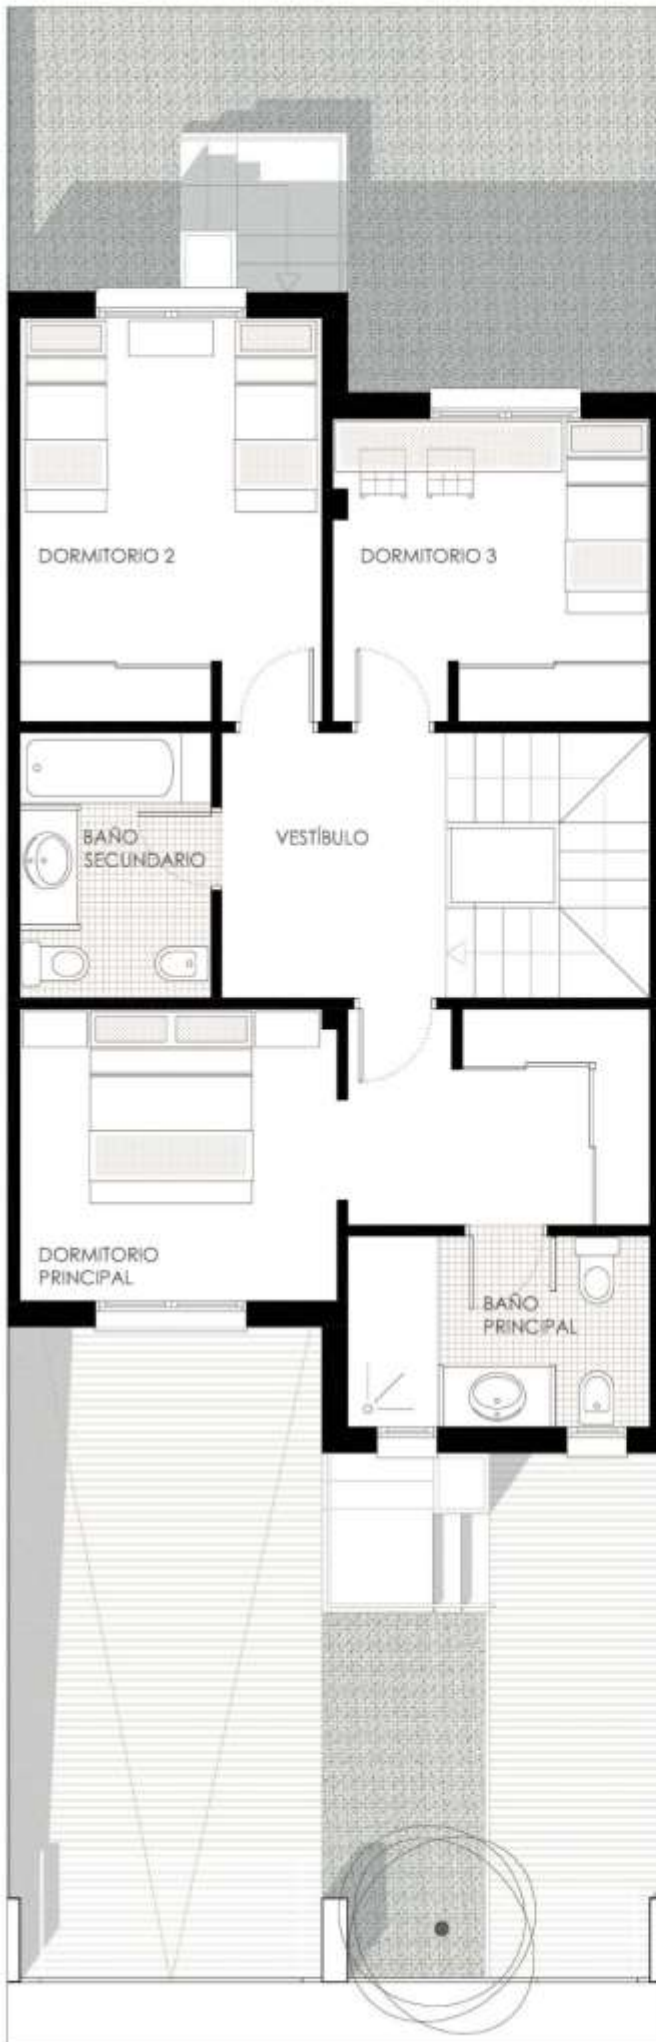 DORMITORIO 2
DORMITORIO 3
BAÑO
SECUNDARIO
VESTÍBULO
DORMITORIO
PRINCIPAL
BAÑO
PRINCIPAL